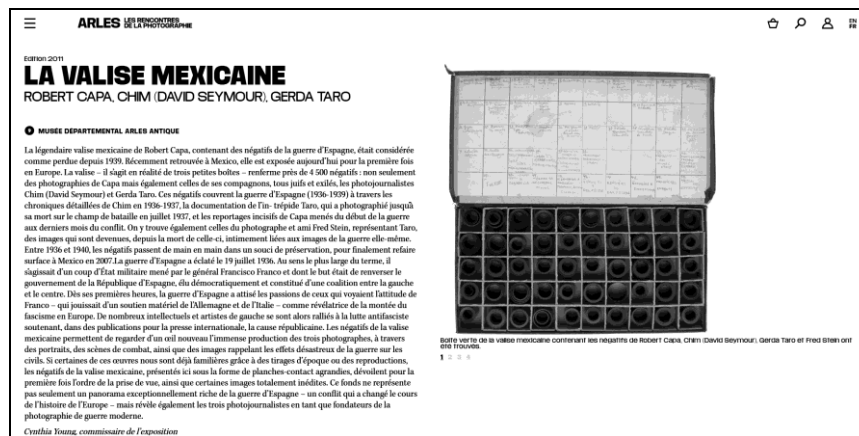 ARLES LES RENCONTRES
DE LA PHOTOGRAPHIE
EN
FR
Edition 2011
LA VALISE MEXICAINE
ROBERT CAPA, CHIM (DAVID SEYMOUR), GERDA TARO
MUSÉE DÉPARTEMENTAL ARLES ANTIQUE
La légendaire valise mexicaine de Robert Capa, contenant des négatifs de la guerre d'Espagne, était considérée
comme perdue depuis 1939. Récemment retrouvée à Mexico, elle est exposée aujourd'hui pour la première fois
en Europe. La valise – il s'agit en réalité de trois petites boîtes – renferme près de 4 500 négatifs : non seulement
des photographies de Capa mais également celles de ses compagnons, tous juifs et exilés, les photojournalistes
Chim (David Seymour) et Gerda Taro. Ces négatifs couvrent la guerre d'Espagne (1936-1939) à travers les
chroniques détaillées de Chim en 1936-1937, la documentation de l'in- trépide Taro, qui a photographié jusqu'à
sa mort sur le champ de bataille en juillet 1937, et les reportages incisifs de Capa menés du début de la guerre
aux derniers mois du conflit. On y trouve également celles du photographe et ami Fred Stein, représentant Taro,
des images qui sont devenues, depuis la mort de celle-ci, intimement liées aux images de la guerre elle-même.
Entre 1936 et 1940, les négatifs passent de main en main dans un souci de préservation, pour finalement refaire
surface à Mexico en 2007.La guerre d'Espagne a éclaté le 19 juillet 1936. Au sens le plus large du terme, il
s'agissait d'un coup d'État militaire mené par le général Francisco Franco et dont le but était de renverser le
gouvernement de la République d'Espagne, élu démocratiquement et constitué d'une coalition entre la gauche
et le centre. Dès ses premières heures, la guerre d'Espagne a attisé les passions de ceux qui voyaient l'attitude de
Franco – qui jouissait d'un soutien matériel de l'Allemagne et de l'Italie – comme révélatrice de la montée du
fascisme en Europe. De nombreux intellectuels et artistes de gauche se sont alors ralliés à la lutte antifasciste
soutenant, dans des publications pour la presse internationale, la cause républicaine. Les négatifs de la valise
mexicaine permettent de regarder d'un œil nouveau l'immense production des trois photographes, à travers
des portraits, des scènes de combat, ainsi que des images rappelant les effets désastreux de la guerre sur les
civils. Si certaines de ces œuvres nous sont déjà familières grâce à des tirages d'époque ou des reproductions,
les négatifs de la valise mexicaine, présentés ici sous la forme de planches-contact agrandies, dévoilent pour la
première fois l'ordre de la prise de vue, ainsi que certaines images totalement inédites. Ce fonds ne représente
pas seulement un panorama exceptionnellement riche de la guerre d'Espagne – un conflit qui a changé le cours
de l'histoire de l'Europe – mais révèle également les trois photojournalistes en tant que fondateurs de la
photographie de guerre moderne.
Cynthia Young, commissaire de l'exposition
Boîte verte de la valise mexicaine contenant les négatifs de Robert Capa, Chim (David Seymour), Gerda Taro et Fred Stein ont
été trouvés.
1 2 3 4